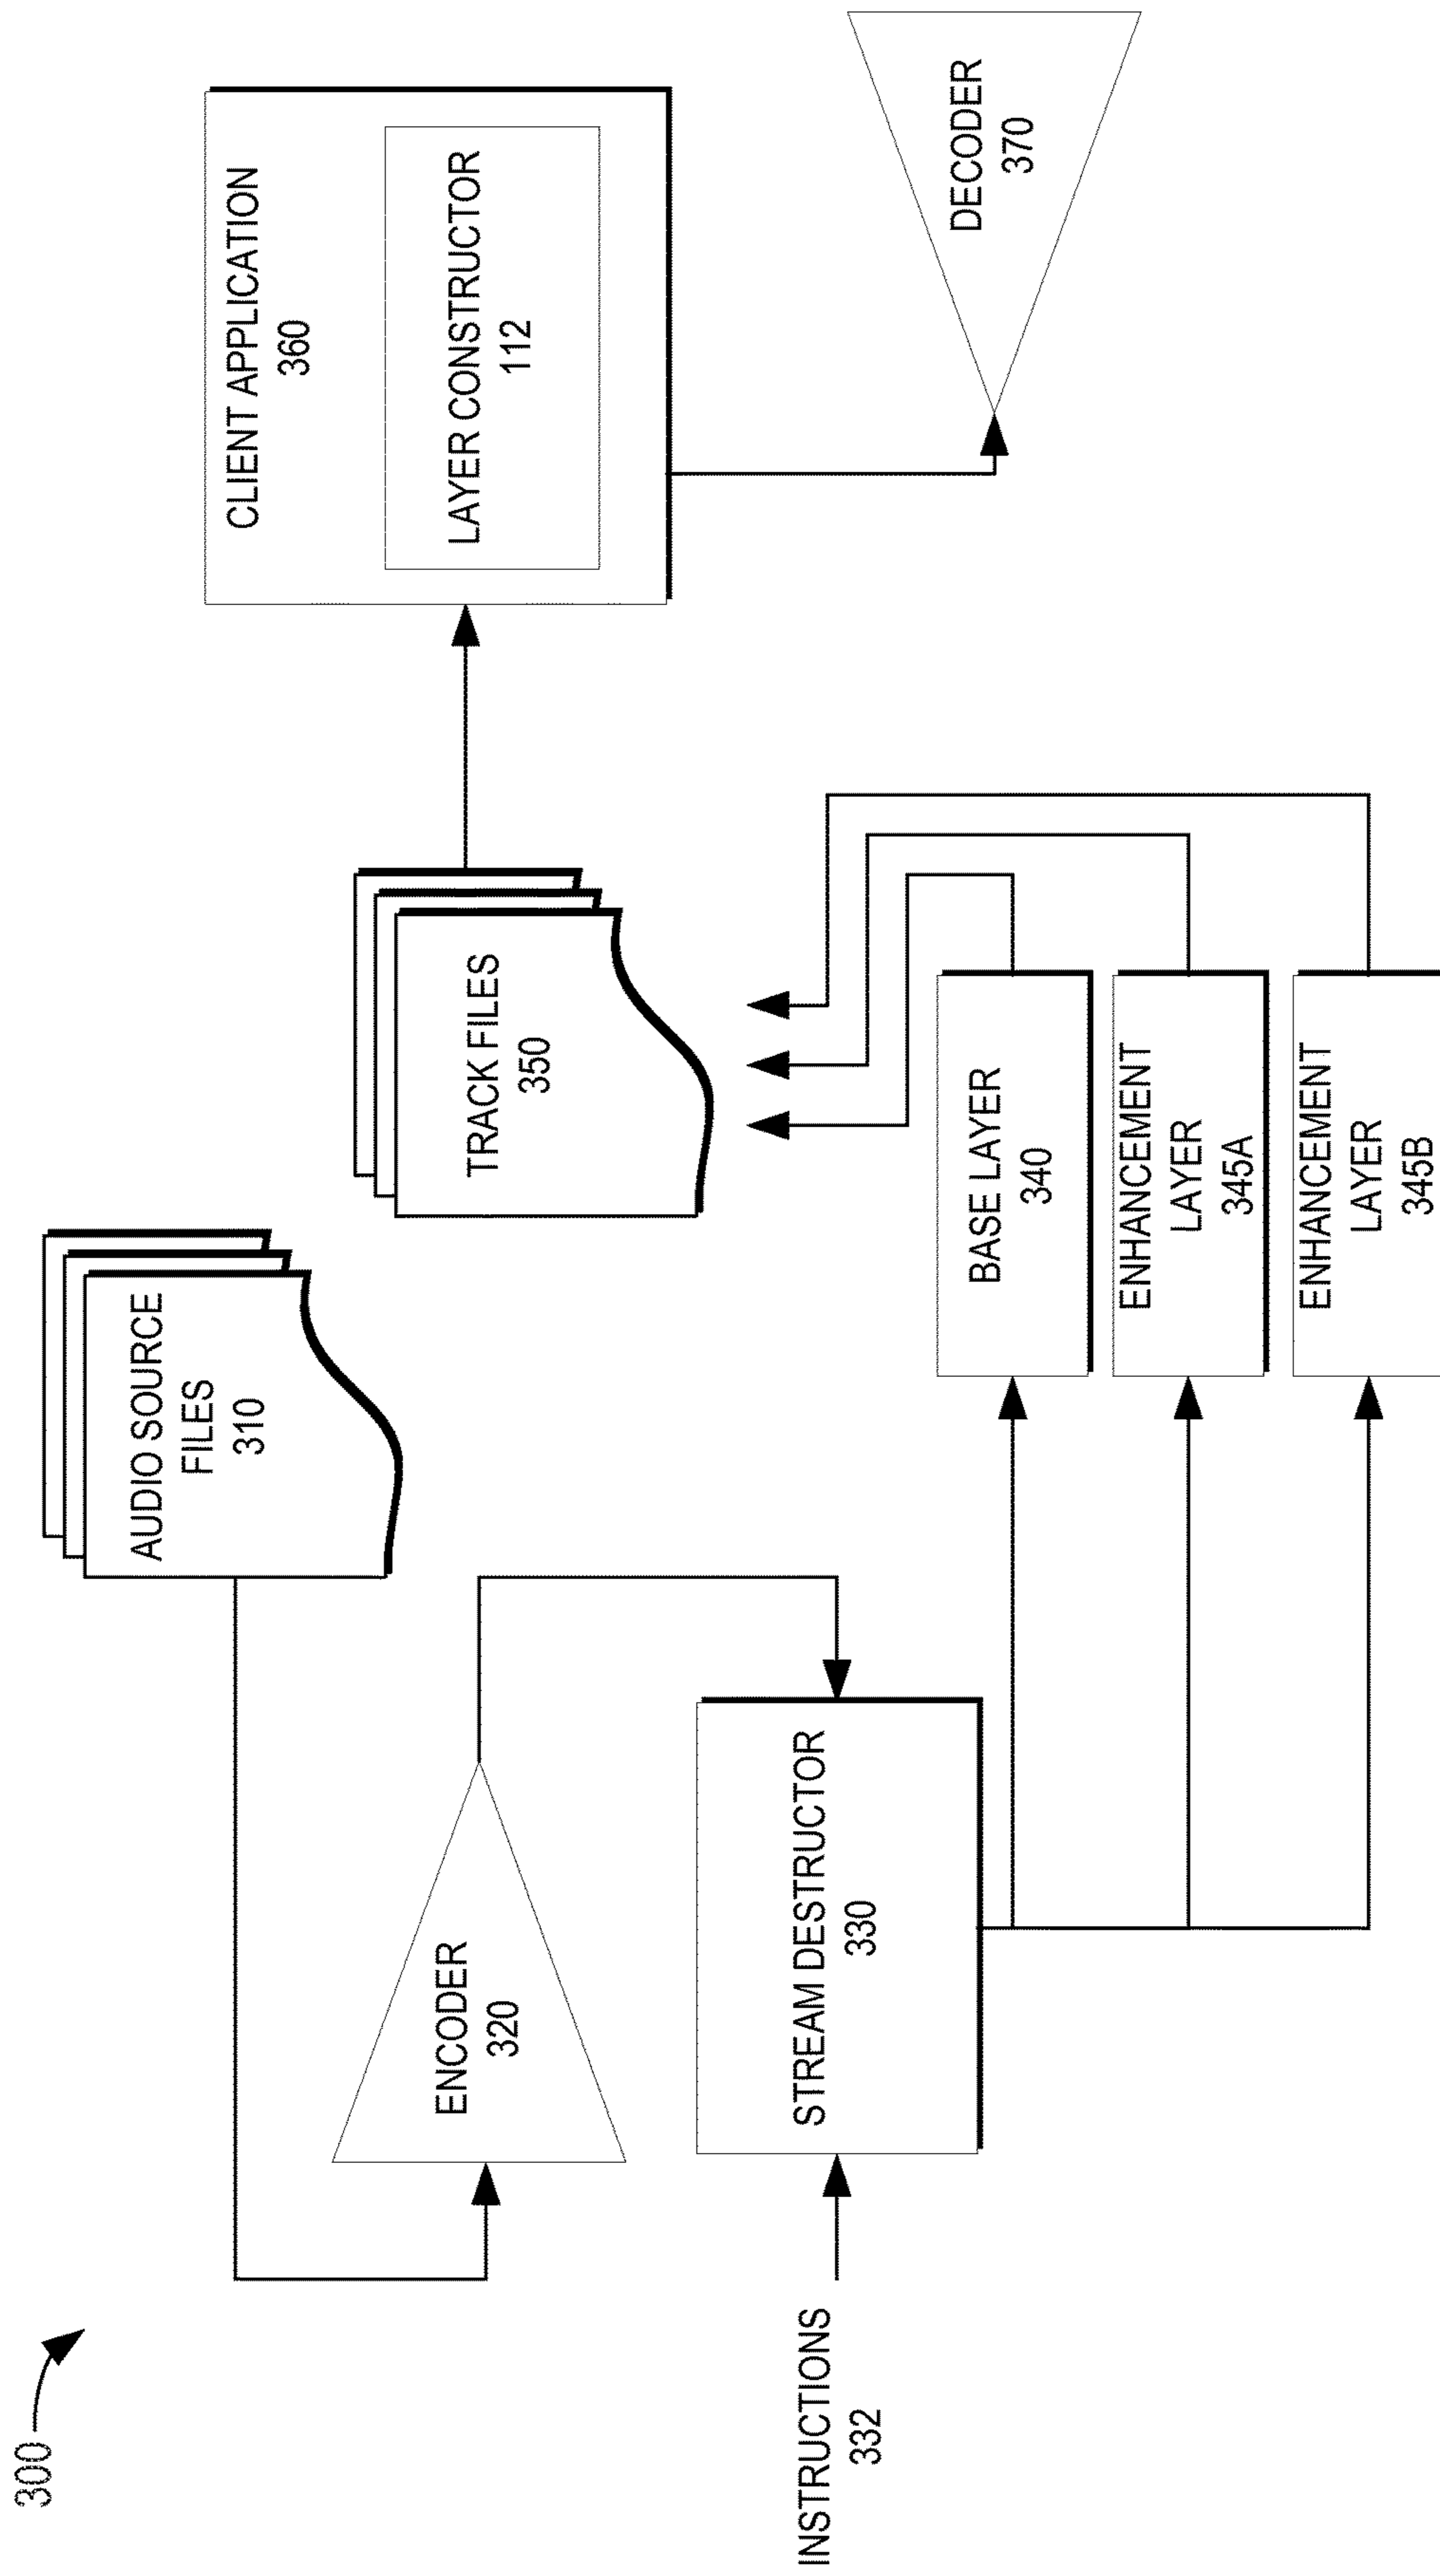 300
AUDIO SOURCE
FILES
310
ENCODER
320
INSTRUCTIONS
332
STREAM DESTRUCTOR
330
BASE LAYER
340
ENHANCEMENT
LAYER
345A
ENHANCEMENT
LAYER
345B
TRACK FILES
350
CLIENT APPLICATION
360
LAYER CONSTRUCTOR
112
DECODER
370